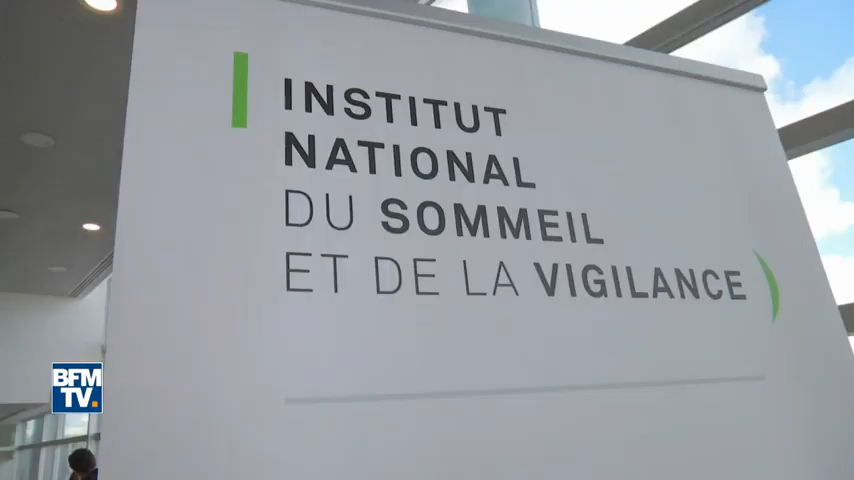 INSTITUT
NATIONAL
DU SOMMEIL
ET DE LA VIGILANCE
BFM
TV.